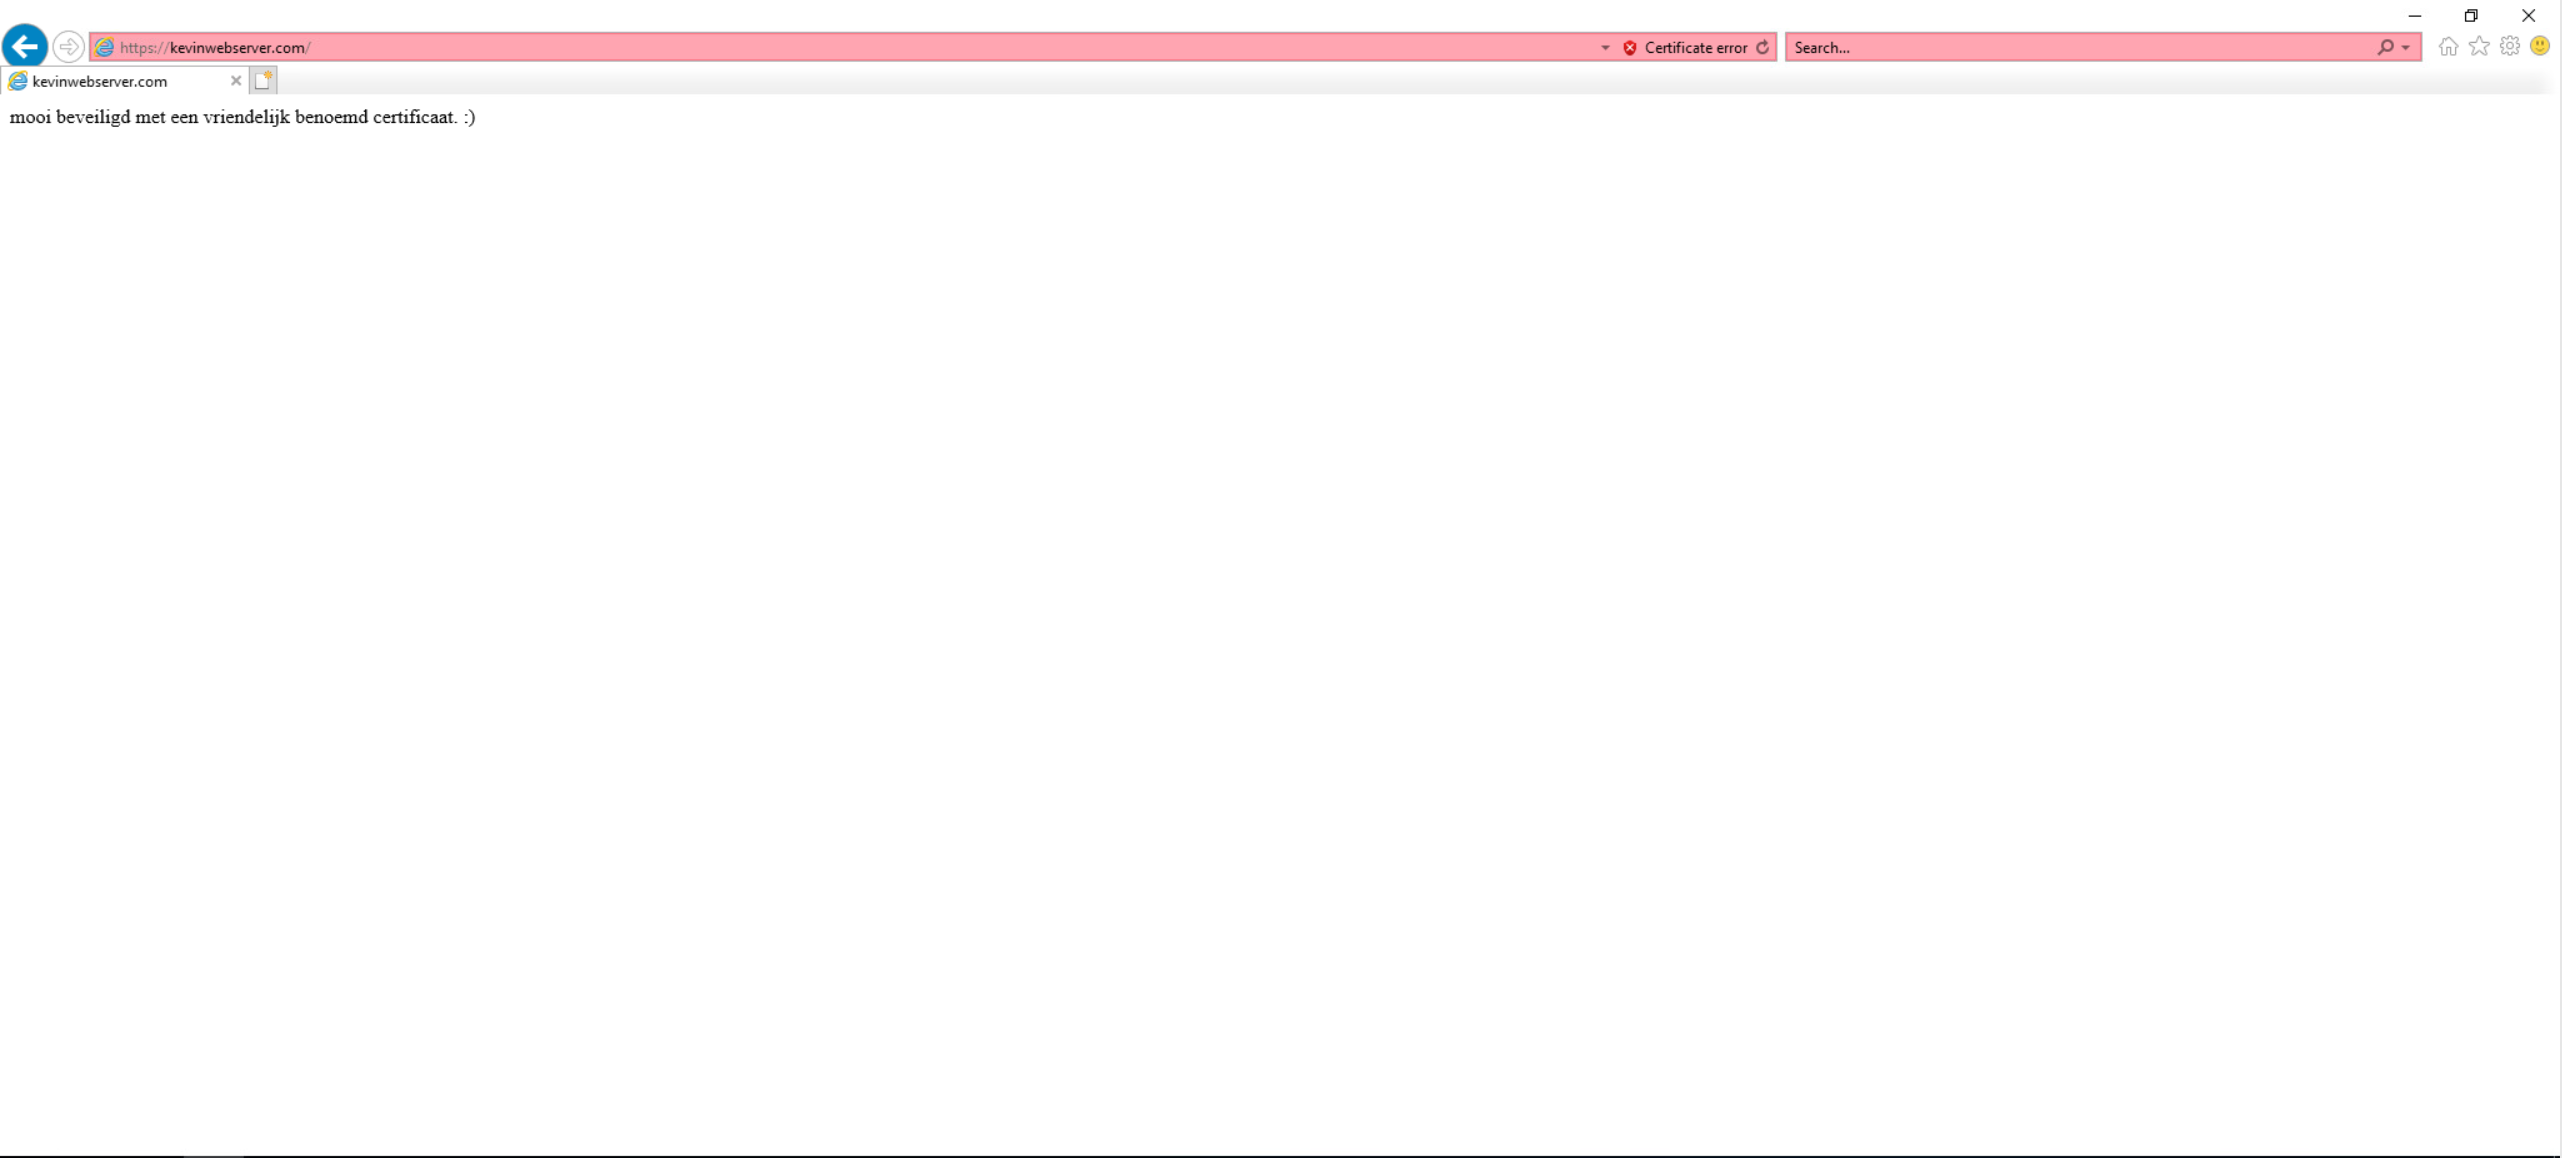 https://kevinwebserver.com/
Certificate error
Search...
kevinwebserver.com
mooi beveiligd met een vriendelijk benoemd certificaat. :)